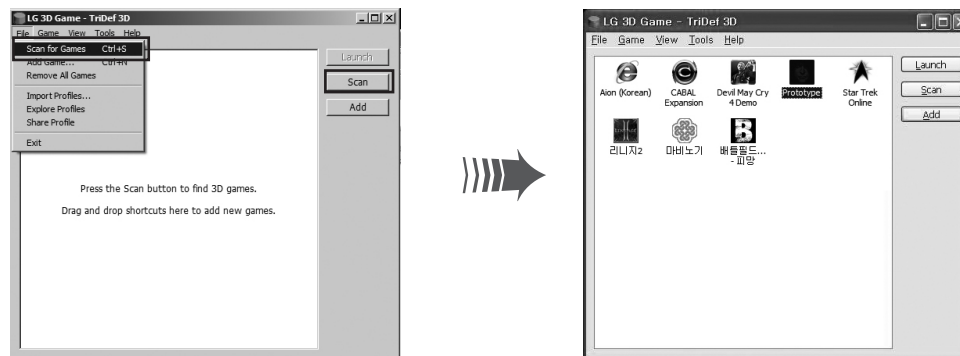 LG 3D Game - TriDef 3D
File Game View Tools Help
Scan for Games Ctrl+S
Add Game... Ctrl+N
Remove All Games
Import Profiles...
Explore Profiles
Share Profile
Exit
Launch
Scan
Add
Press the Scan button to find 3D games.
Drag and drop shortcuts here to add new games.
LG 3D Game - TriDef 3D
File Game View Tools Help
Aion (Korean)
CABAL
Expansion
Devil May Cry
4 Demo
Prototype
Star Trek
Online
리니지2
마비노기
배틀필드...
- 피망
Launch
Scan
Add